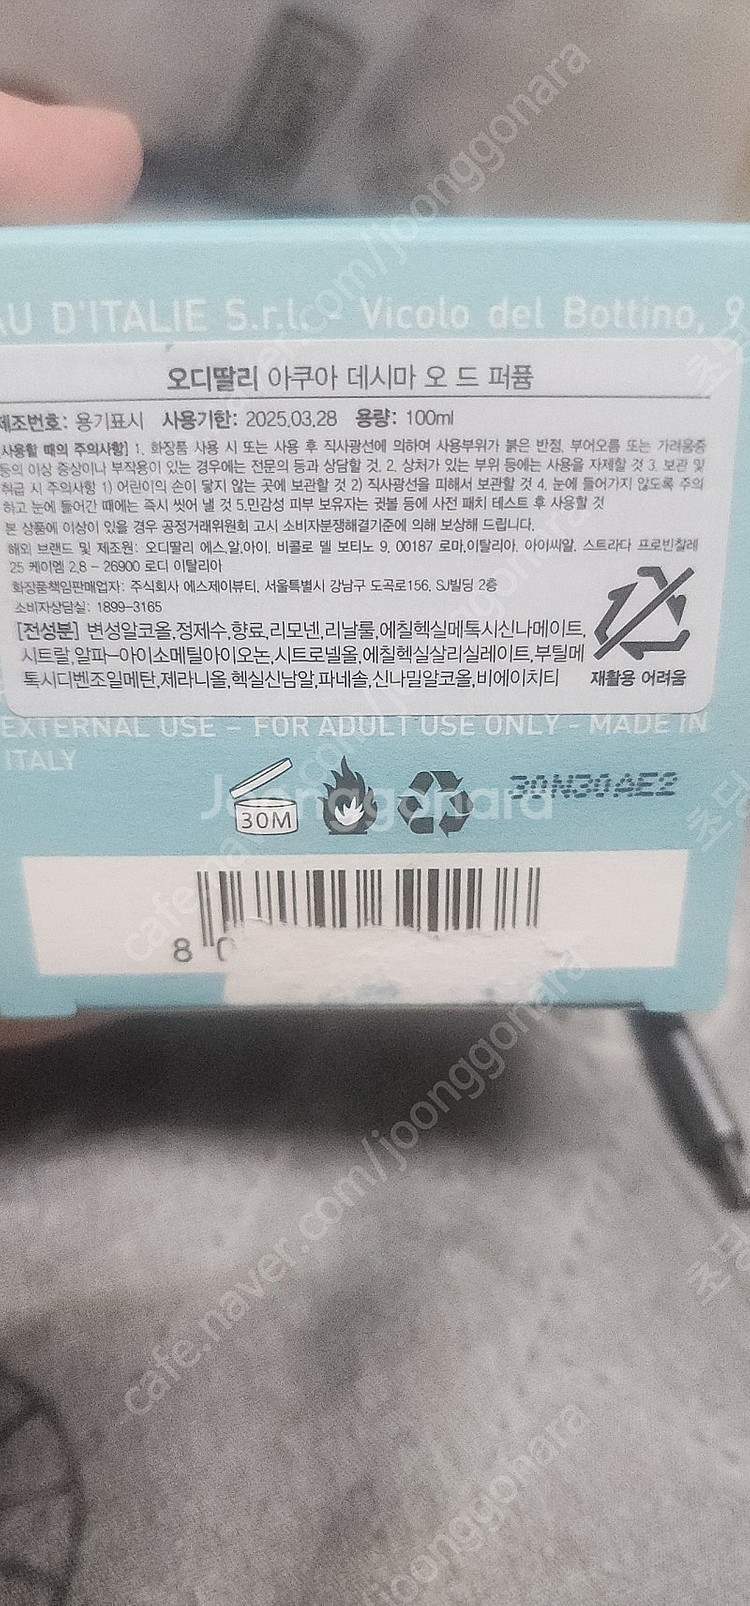 AU D'ITALIE S.r.l. - Vicolo del Bottino, 9
오디딸리 아쿠아 데시마 오 드 퍼퓸
제조번호: 용기표시 사용기한: 2025.03.28 용량: 100ml
사용할 때의 주의사항] 1. 화장품 사용 시 또는 사용 후 직사광선에 의하여 사용부위가 붉은 반점, 부어오름 또는 가려움증
등의 이상 증상이나 부작용이 있는 경우에는 전문의 등과 상담할 것. 2. 상처가 있는 부위 등에는 사용을 자제할 것 3. 보관 및
취급 시 주의사항 1) 어린이의 손이 닿지 않는 곳에 보관할 것 2) 직사광선을 피해서 보관할 것 4. 눈에 들어가지 않도록 주의
하고 눈에 들어간 때에는 즉시 씻어 낼 것 5.민감성 피부 보유자는 귓볼 등에 사전 패치 테스트 후 사용할 것
본 상품에 이상이 있을 경우 공정거래위원회 고시 소비자분쟁해결기준에 의해 보상해 드립니다.
해외 브랜드 및 제조원: 오디딸리 에스.알.아이. 비콜로 델 보티노 9, 00187 로마,이탈리아, 아이씨알, 스트라다 프로빈찰레
25 케이엠 2,8 - 26900 로디 이탈리아
화장품책임판매업자: 주식회사 에스제이뷰티, 서울특별시 강남구 도곡로156, SJ빌딩 2층
소비자상담실: 1899-3165
[전성분] 변성알코올,정제수,향료,리모넨,리날룰,에칠헥실메톡시신나메이트,
시트랄,알파-아이소메틸아이오논,시트로넬올,에칠헥실살리실레이트,부틸메
톡시디벤조일메탄,제라니올,헥실신남알,파네솔,신나밀알코올,비에이치티
재활용 어려움
EXTERNAL USE - FOR ADULT USE ONLY - MADE IN
ITALY
30M
30N30AE2
Joonggonara
8 0
cafe.naver.com/joonggonara
초딩